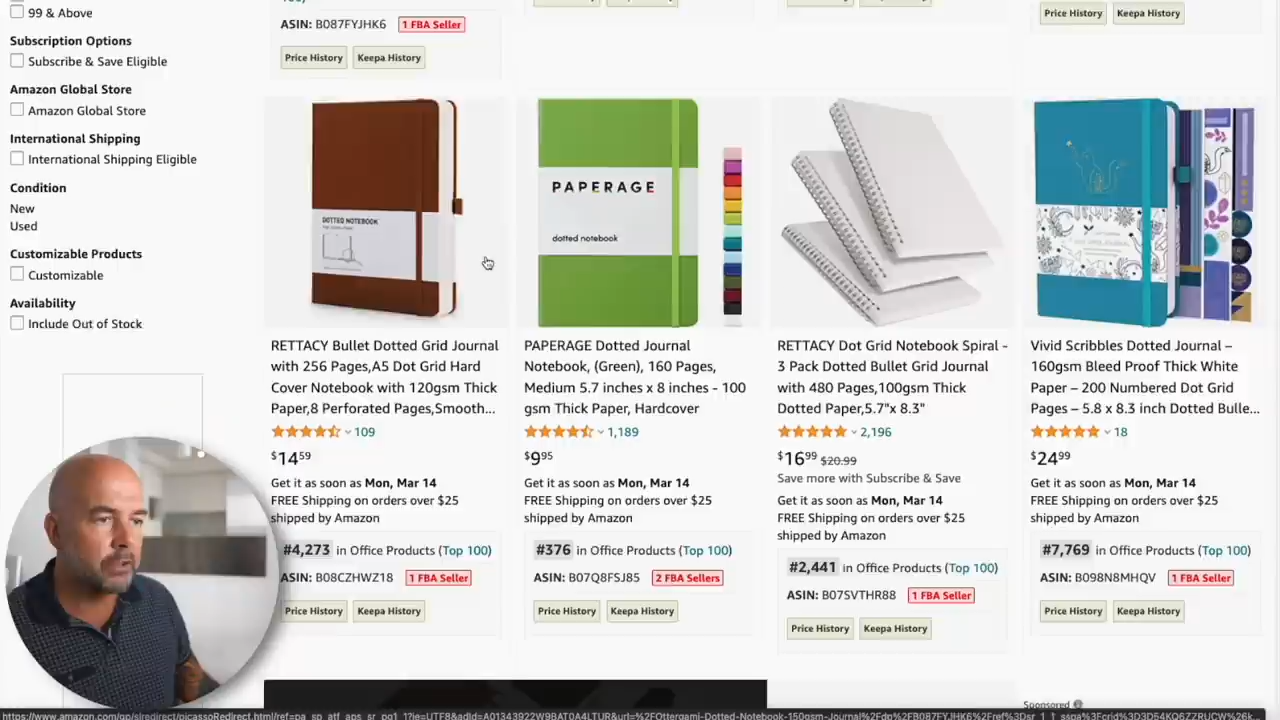 99 & Above
Subscription Options
Subscribe & Save Eligible
Amazon Global Store
Amazon Global Store
International Shipping
International Shipping Eligible
Condition
New
Used
Customizable Products
Customizable
Availability
Include Out of Stock
ASIN: B087FYJHK6 1 FBA Seller
Price History Keepa History
Price History Keepa History
DOTTED NOTEBOOK
RETTACY Bullet Dotted Grid Journal
with 256 Pages,A5 Dot Grid Hard
Cover Notebook with 120gsm Thick
Paper,8 Perforated Pages,Smooth...
109
$1459
Get it as soon as Mon, Mar 14
FREE Shipping on orders over $25
shipped by Amazon
#4,273 in Office Products (Top 100)
ASIN: B08CZHWZ18 1 FBA Seller
Price History Keepa History
PAPERAGE
dotted notebook
PAPERAGE Dotted Journal
Notebook, (Green), 160 Pages,
Medium 5.7 inches x 8 inches - 100
gsm Thick Paper, Hardcover
1,189
$995
Get it as soon as Mon, Mar 14
FREE Shipping on orders over $25
shipped by Amazon
#376 in Office Products (Top 100)
ASIN: B07Q8FSJ85 2 FBA Sellers
Price History Keepa History
RETTACY Dot Grid Notebook Spiral -
3 Pack Dotted Bullet Grid Journal
with 480 Pages,100gsm Thick
Dotted Paper,5.7"x 8.3"
2,196
$1699 $20.99
Save more with Subscribe & Save
Get it as soon as Mon, Mar 14
FREE Shipping on orders over $25
shipped by Amazon
#2,441 in Office Products (Top 100)
ASIN: B07SVTHR88 1 FBA Seller
Price History Keepa History
Vivid Scribbles Dotted Journal –
160gsm Bleed Proof Thick White
Paper – 200 Numbered Dot Grid
Pages – 5.8 x 8.3 inch Dotted Bulle...
18
$2499
Get it as soon as Mon, Mar 14
FREE Shipping on orders over $25
shipped by Amazon
#7,769 in Office Products (Top 100)
ASIN: B098N8MHQV 1 FBA Seller
Price History Keepa History
Sponsored